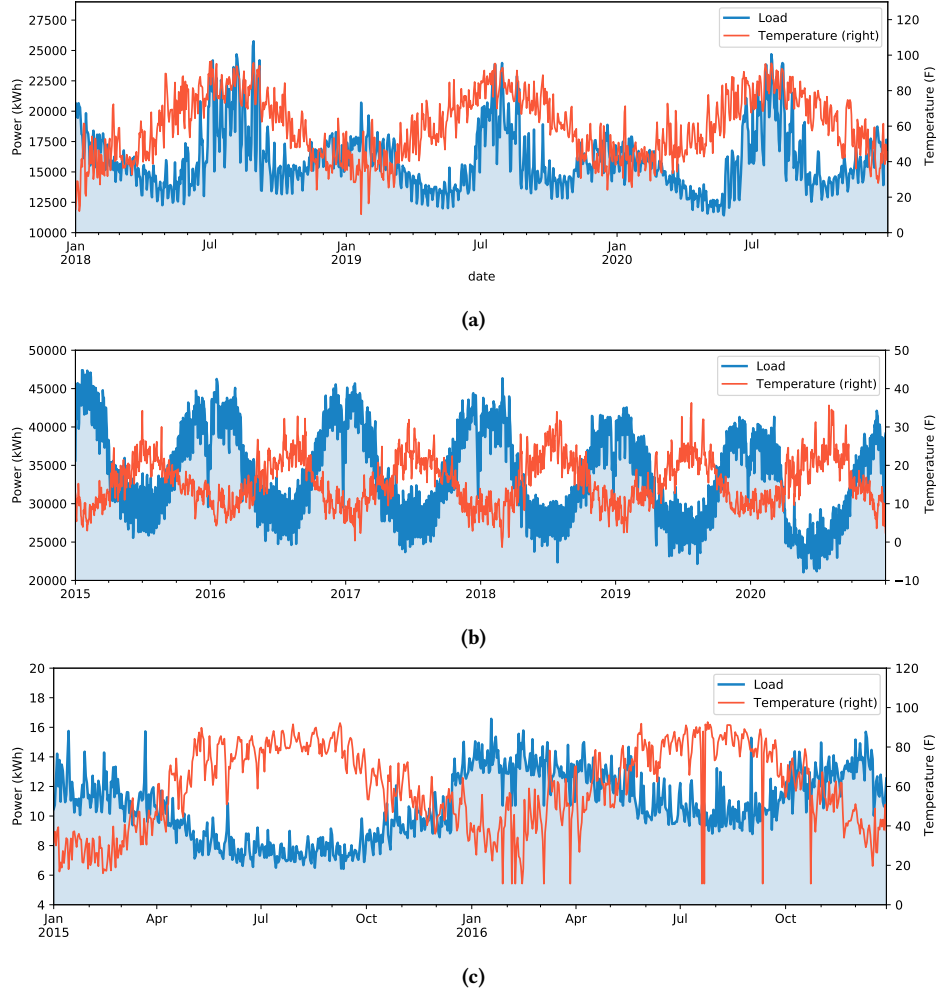 27500
25000
22500
20000
17500
15000
12500
10000
Power (kWh)
120
100
80
60
40
20
0
Temperature (F)
Load
Temperature (right)
Jan
2018
Jul
Jan
2019
Jul
Jan
2020
Jul
date
(a)
50000
45000
40000
35000
30000
25000
20000
Power (kWh)
50
40
30
20
10
0
−10
Temperature (F)
Load
Temperature (right)
2015
2016
2017
2018
2019
2020
(b)
20
18
16
14
12
10
8
6
4
Power (kWh)
120
100
80
60
40
20
0
Temperature (F)
Load
Temperature (right)
Jan
2015
Apr
Jul
Oct
Jan
2016
Apr
Jul
Oct
(c)